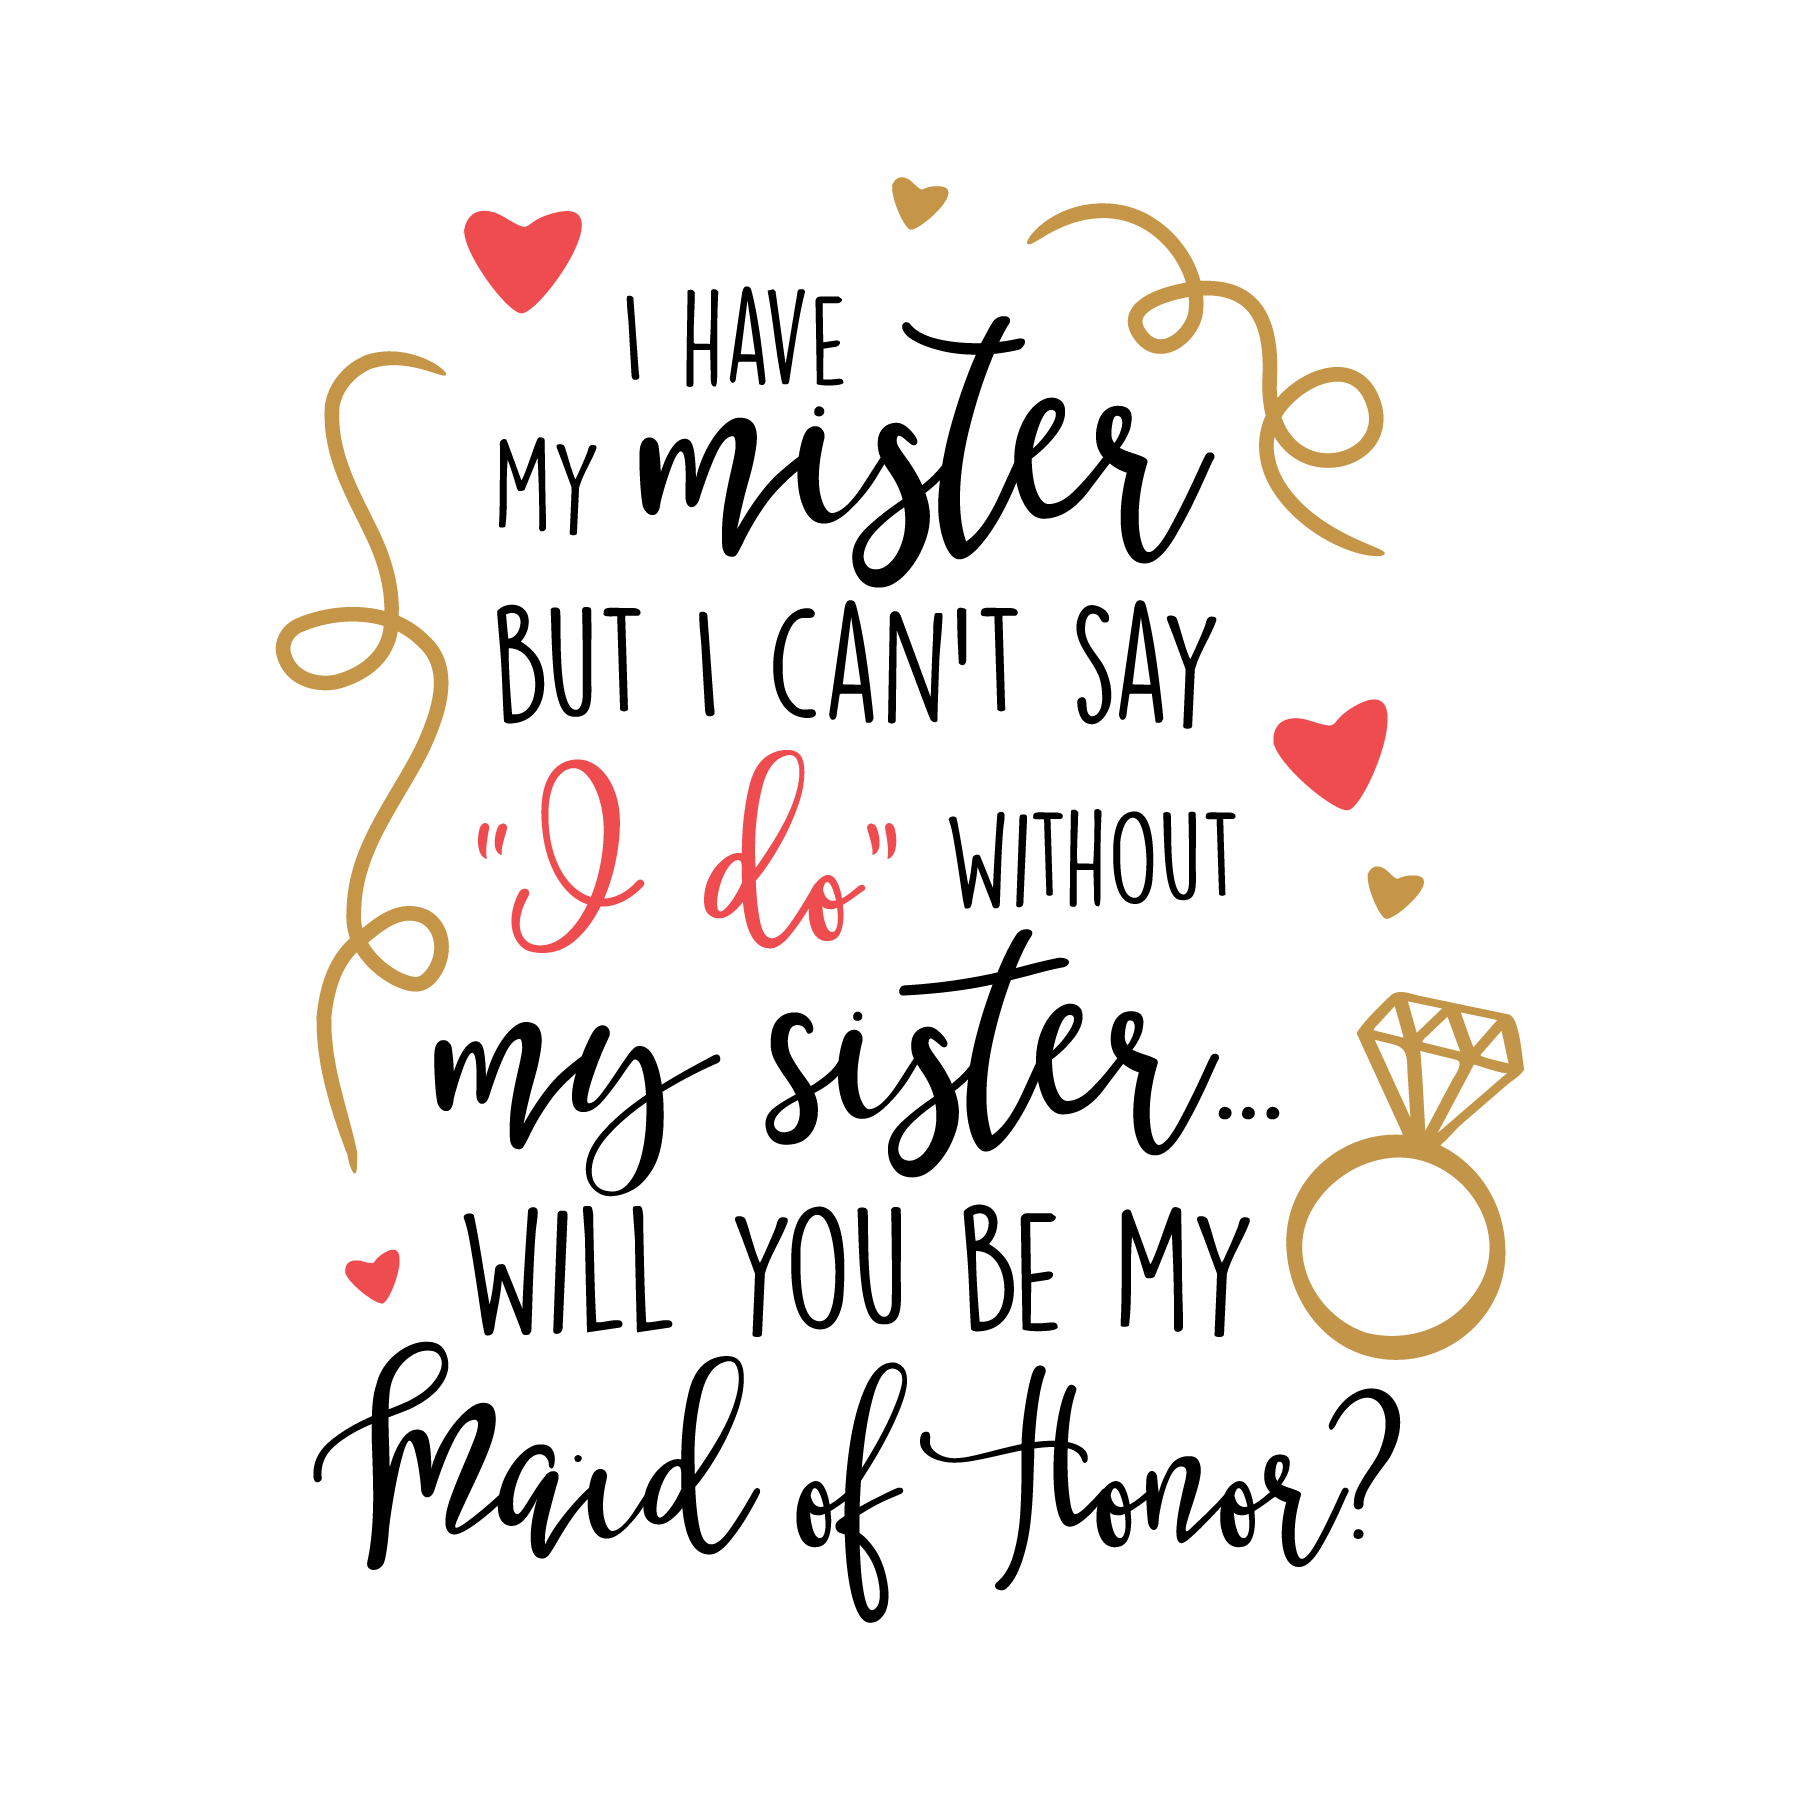 I HAVE
MY mister
BUT I CAN'T SAY
“I do” WITHOUT
my sister...
WILL YOU BE MY
Maid of Honor?